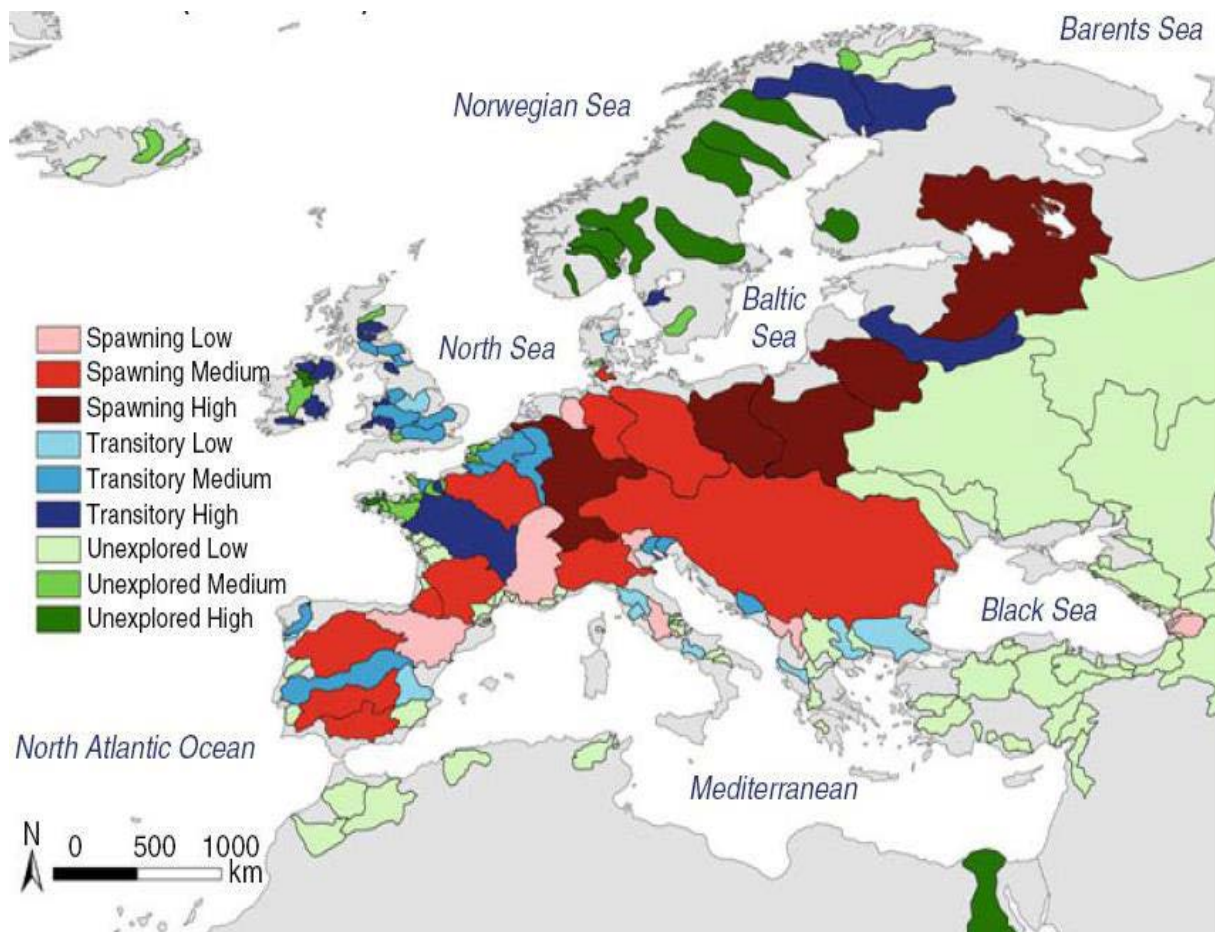 Barents Sea
Norwegian Sea
Baltic
Sea
North Sea
Spawning Low
Spawning Medium
Spawning High
Transitory Low
Transitory Medium
Transitory High
Unexplored Low
Unexplored Medium
Unexplored High
Black Sea
North Atlantic Ocean
Mediterranean
N
0 500 1000
km